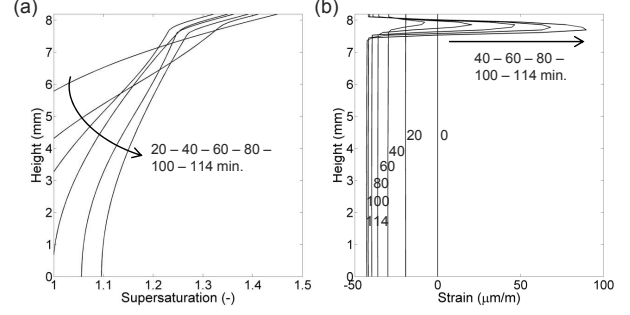 (a)
8
7
6
5
4
3
2
1
0
Height (mm)
20 – 40 – 60 – 80 –
100 – 114 min.
1 1.1 1.2 1.3 1.4 1.5
Supersaturation (-)
(b)
8
7
6
5
4
3
2
1
0
Height (mm)
40 – 60 – 80 –
100 – 114 min.
20 0
40
60
80
100
114
-50 0 50 100
Strain (μm/m)